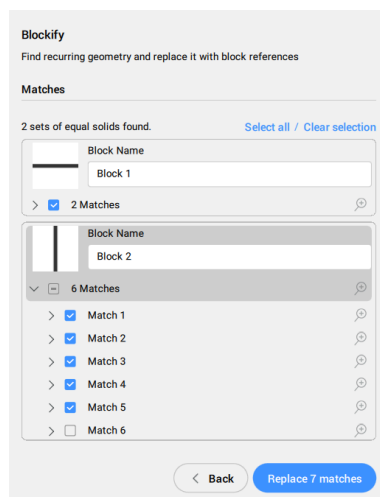 Blockify
Find recurring geometry and replace it with block references
Matches
2 sets of equal solids found. Select all / Clear selection
Block Name
Block 1
2 Matches
Block Name
Block 2
6 Matches
Match 1
Match 2
Match 3
Match 4
Match 5
Match 6
Back Replace 7 matches